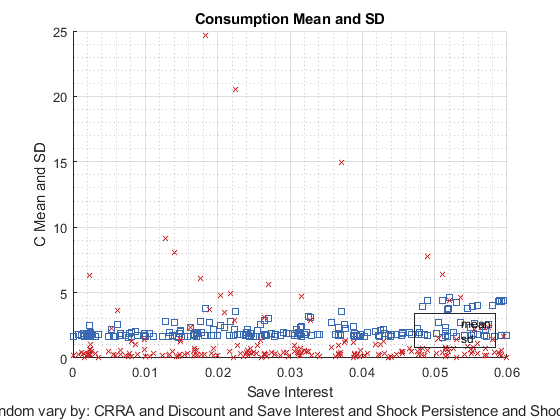 Consumption Mean and SD
25
20
15
10
5
0
C Mean and SD
mean
sd
0 0.01 0.02 0.03 0.04 0.05 0.06
Save Interest
ndom vary by: CRRA and Discount and Save Interest and Shock Persistence and Shoc